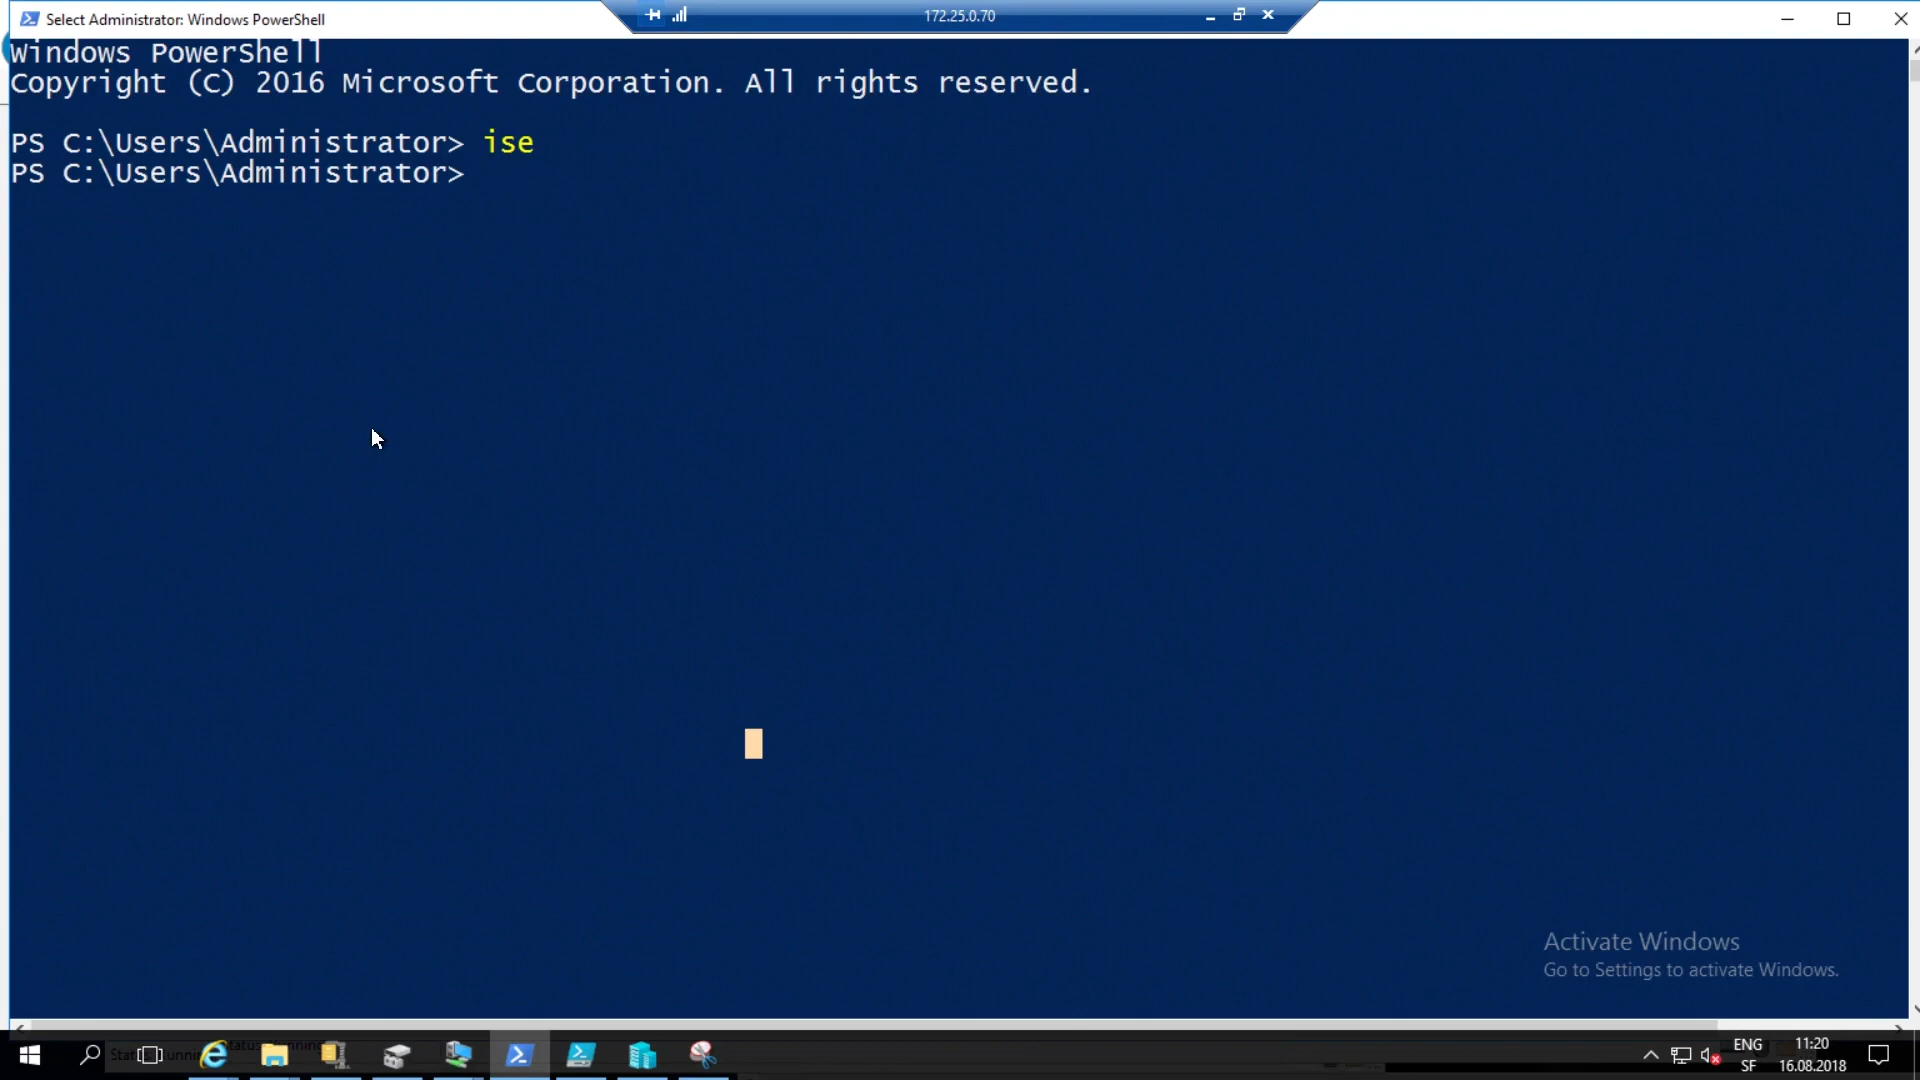 Select Administrator: Windows PowerShell
172.25.0.70
Windows PowerShell
Copyright (C) 2016 Microsoft Corporation. All rights reserved.
PS C:\Users\Administrator> ise
PS C:\Users\Administrator>
Activate Windows
Go to Settings to activate Windows.
ENG
SF
11:20
16.08.2018